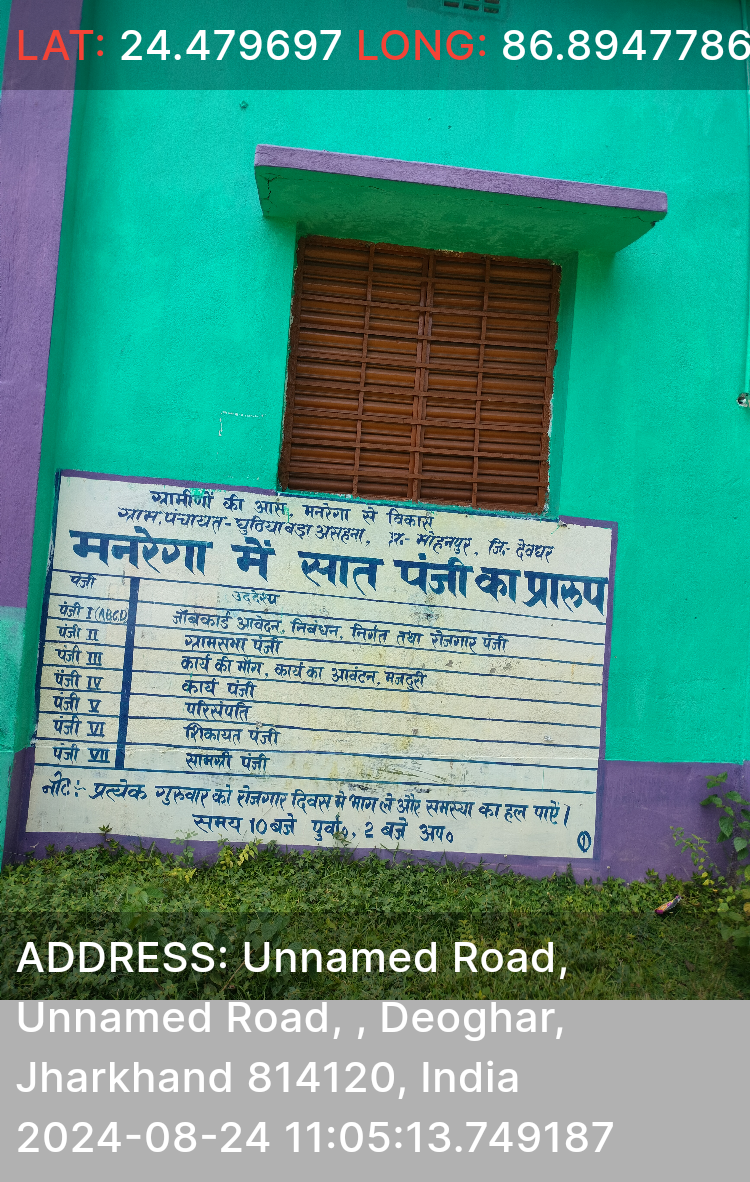 LAT: 24.479697 LONG: 86.8947786
ग्रामीणों की आस, मनरेगा से विकास
ग्राम.पंचायत-घुठियाबड़ा असहना, प्र.- मोहनपुर, जि.- देवघर
मनरेगा में सात पंजी का प्रारूप
पंजी उद्देश्य
पंजी I (ABCD) जॉबकार्ड आवेदन, निबंधन, निर्गत तथा रोजगार पंजी
पंजी II ग्रामसभा पंजी
पंजी III कार्य की माँग, कार्य का आवंटन, मजदुरी
पंजी IV कार्य पंजी
पंजी V परिसंपति
पंजी VI शिकायत पंजी
पंजी VII सामग्री पंजी
नोट:- प्रत्येक गुरुवार को रोजगार दिवस मे भाग ले और समस्या का हल पाऐं।
समय 10 बजे पुर्वा०, 2 बजे अप०
①
ADDRESS: Unnamed Road,
Unnamed Road, , Deoghar,
Jharkhand 814120, India
2024-08-24 11:05:13.749187